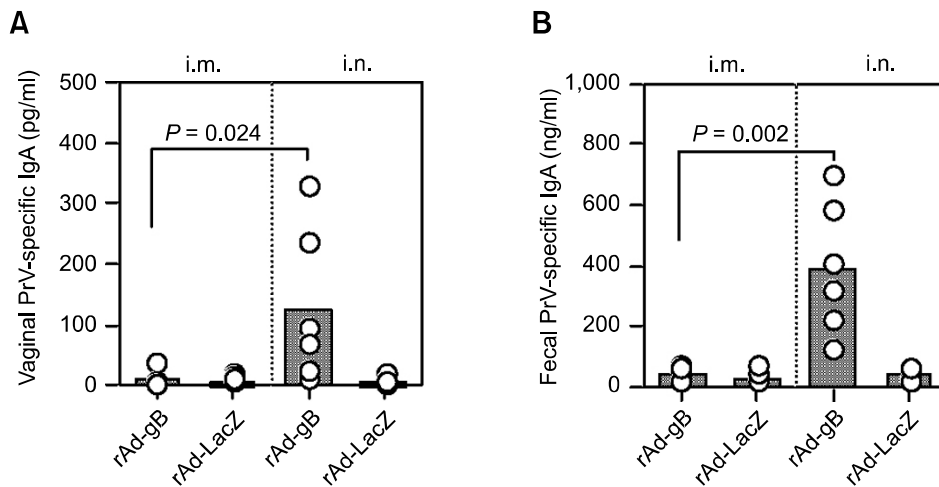 A
i.m.
i.n.
Vaginal PrV-specific IgA (pg/ml)
500
400
300
200
100
0
P = 0.024
rAd-gB
rAd-LacZ
rAd-gB
rAd-LacZ
B
i.m.
i.n.
Fecal PrV-specific IgA (ng/ml)
1,000
800
600
400
200
0
P = 0.002
rAd-gB
rAd-LacZ
rAd-gB
rAd-LacZ